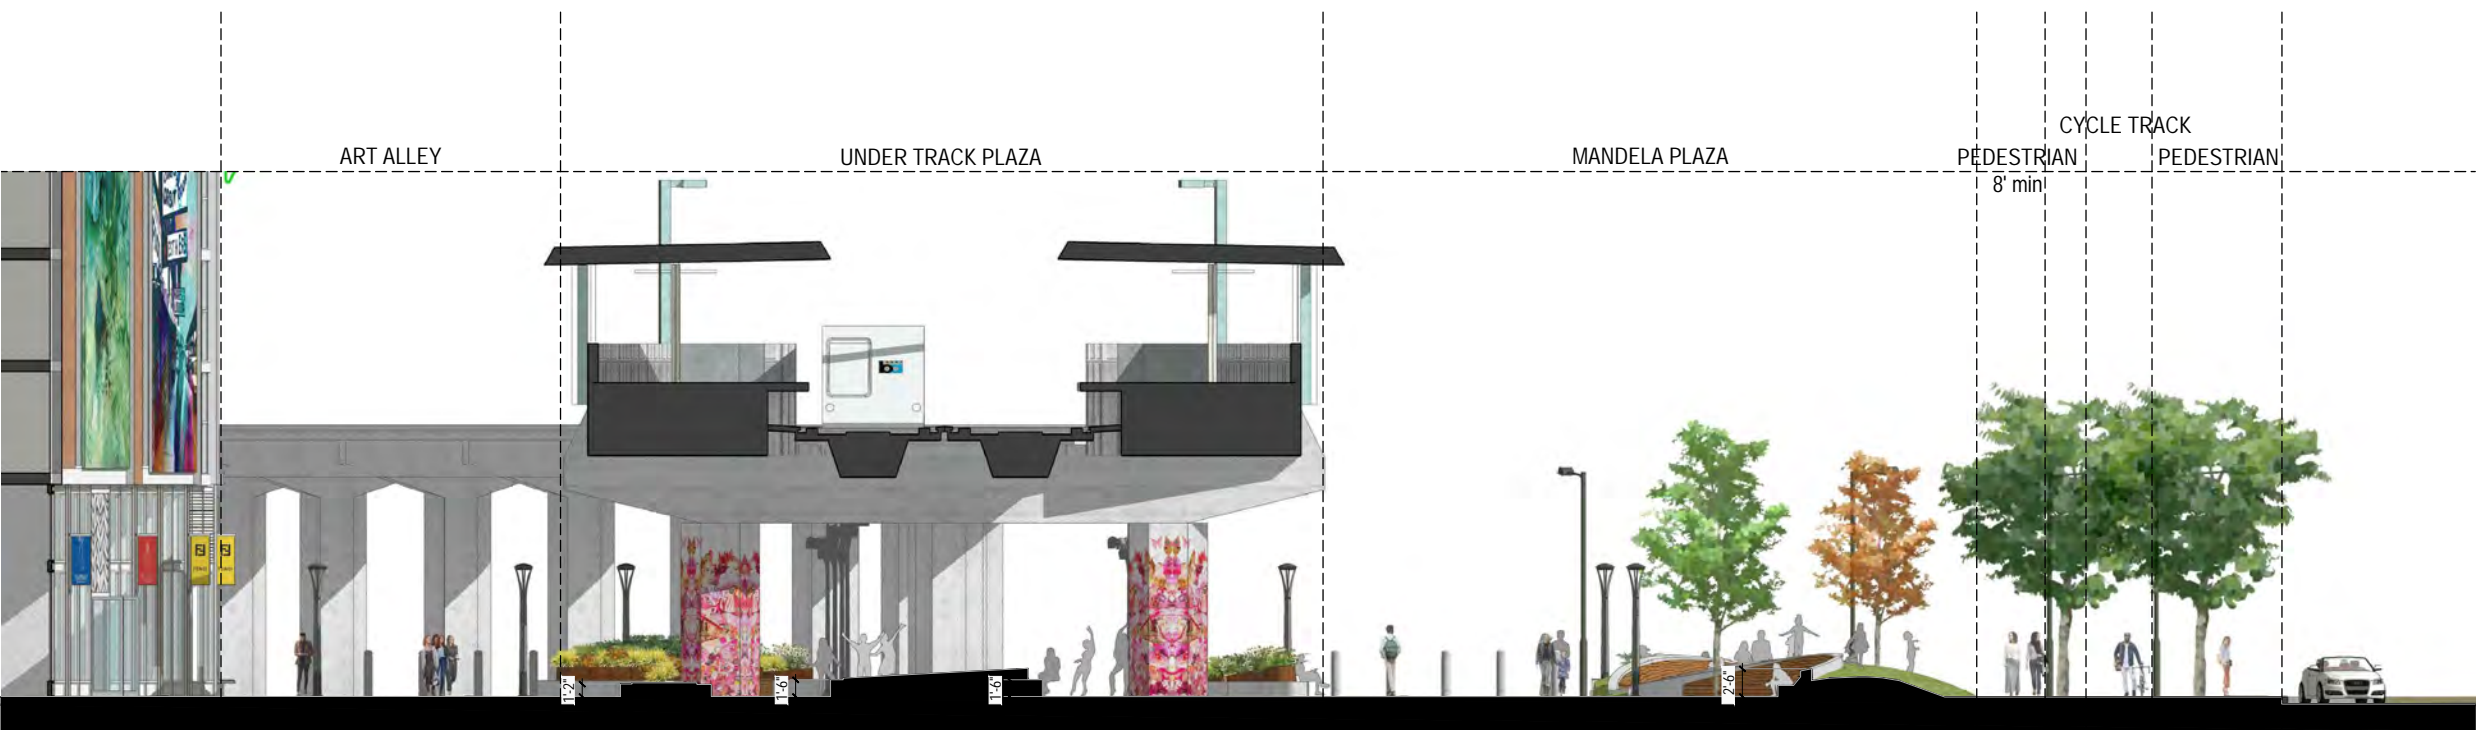 CYCLE TRACK
ART ALLEY
UNDER TRACK PLAZA
MANDELA PLAZA
PEDESTRIAN
PEDESTRIAN
8' min
1'-2"
1'-6"
1'-6"
2'-6"